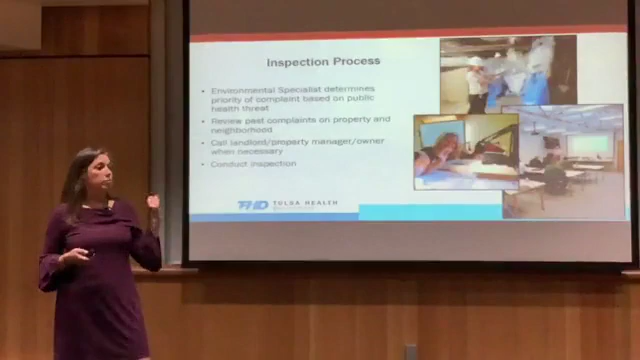 Inspection Process
• Environmental Specialist determines
priority of complaint based on public
health threat
• Review past complaints on property and
neighborhood
• Call landlord/property manager/owner
when necessary
• Conduct inspection
THD TULSA HEALTH